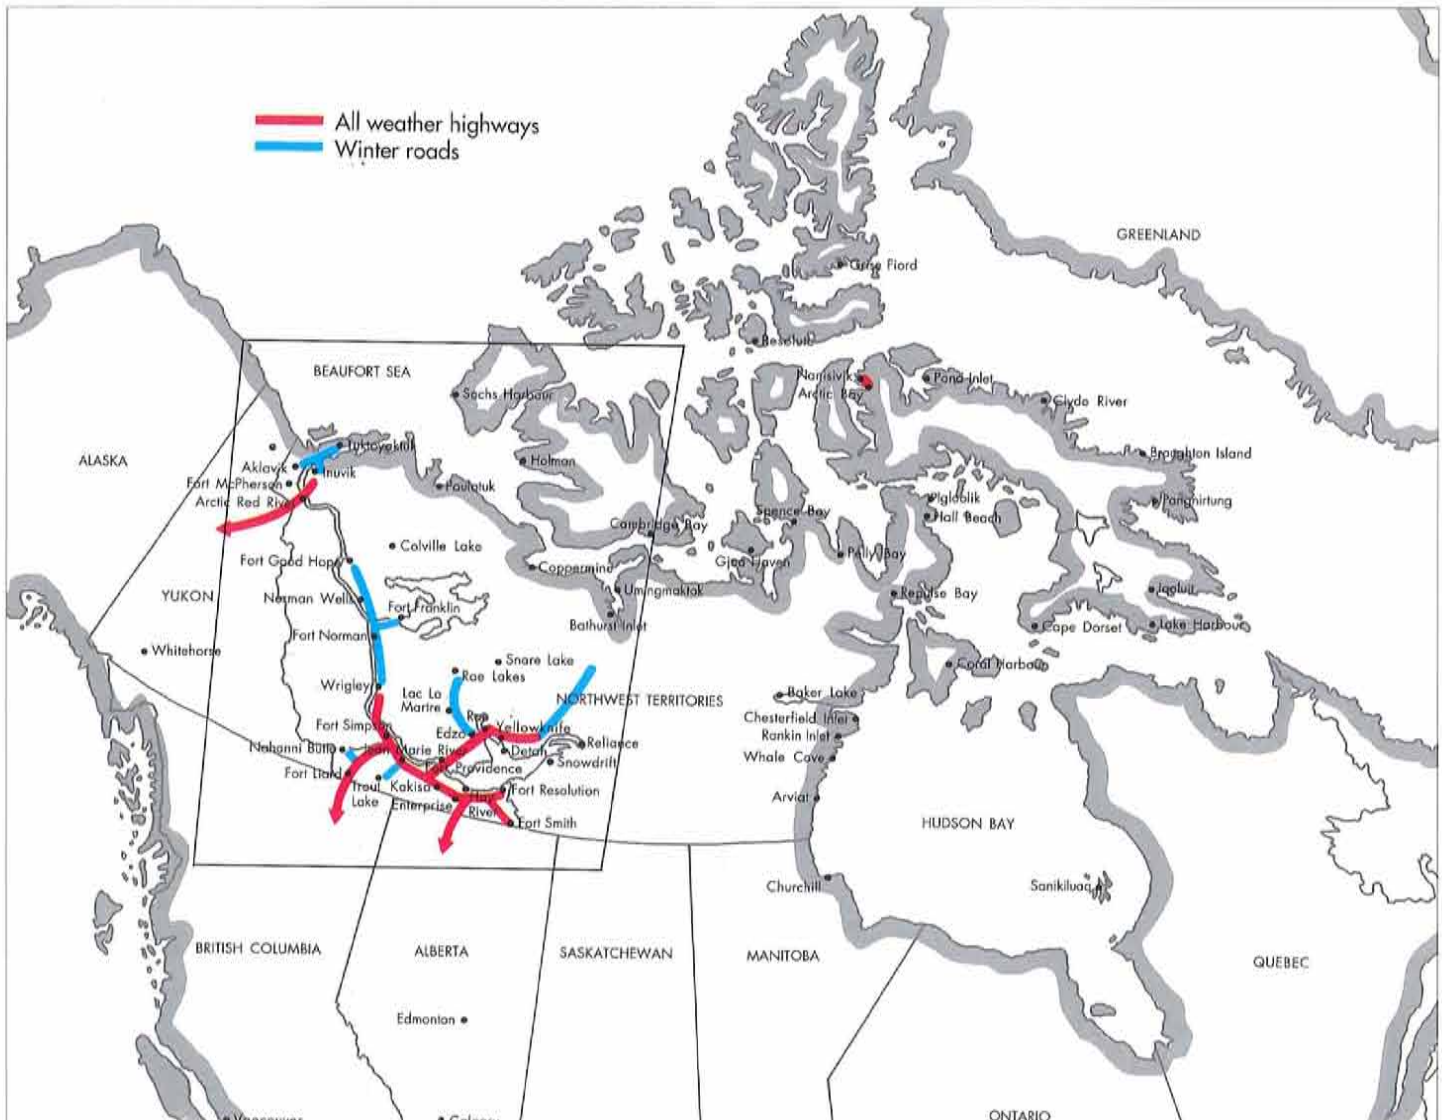 All weather highways
Winter roads
GREENLAND
Grise Fiord
Resolute
BEAUFORT SEA
Nanisivik
Pond Inlet
Sachs Harbour
Arctic Bay
Clyde River
Tuktoyaktuk
ALASKA
Broughton Island
Aklavik
Inuvik
Holman
Fort McPherson
Paulatuk
Arctic Red River
Igloolik
Pangnirtung
Spence Bay
Hall Beach
Cambridge Bay
Colville Lake
Pelly Bay
Fort Good Hope
Gjoa Haven
Coppermine
Umingmaktok
Iqaluit
YUKON
Norman Wells
Repulse Bay
Fort Franklin
Bathurst Inlet
Cape Dorset
Lake Harbour
Fort Norman
Whitehorse
Snare Lake
Coral Harbour
Rae Lakes
Wrigley
Lac La
Martre
NORTHWEST TERRITORIES
Baker Lake
Rae
Chesterfield Inlet
Fort Simpson
Edzo
Yellowknife
Rankin Inlet
Nahanni Butte
Jean Marie River
Detah
Reliance
Whale Cove
Fort Liard
Fort Providence
Snowdrift
Trout
Lake
Kakisa
Hay
River
Fort Resolution
Arviat
Enterprise
Fort Smith
HUDSON BAY
Churchill
Sanikiluaq
BRITISH COLUMBIA
ALBERTA
SASKATCHEWAN
MANITOBA
QUEBEC
Edmonton
Vancouver
Calgary
ONTARIO